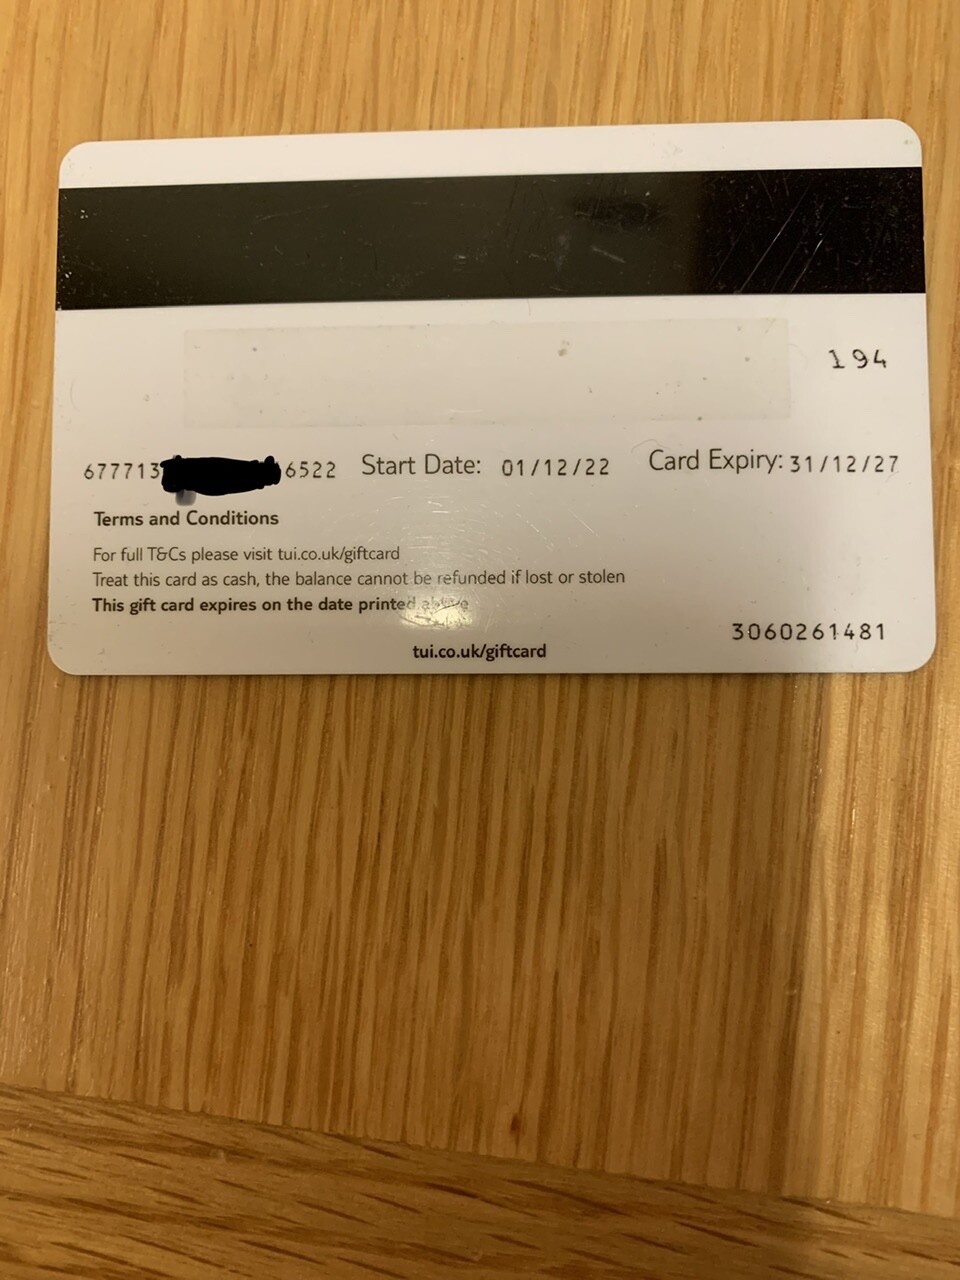 194
677713 6522 Start Date: 01/12/22 Card Expiry: 31/12/27
Terms and Conditions
For full T&Cs please visit tui.co.uk/giftcard
Treat this card as cash, the balance cannot be refunded if lost or stolen
This gift card expires on the date printed above
3060261481
tui.co.uk/giftcard